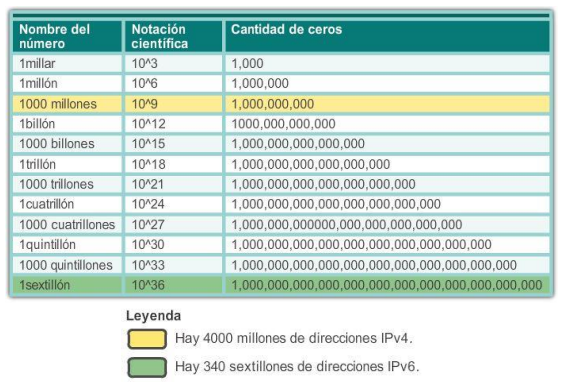 Nombre del número Notación científica Cantidad de ceros
1millar 10^3 1,000
1millón 10^6 1,000,000
1000 millones 10^9 1,000,000,000
1billón 10^12 1000,000,000,000
1000 billones 10^15 1,000,000,000,000,000
1trillón 10^18 1,000,000,000,000,000,000
1000 trillones 10^21 1,000,000,000,000,000,000,000
1cuatrillón 10^24 1,000,000,000,000,000,000,000,000
1000 cuatrillones 10^27 1,000,000000,000,000,000,000,000,000
1quintillón 10^30 1,000,000,000,000,000,000,000,000,000,000
1000 quintillones 10^33 1,000,000,000,000,000,000,000,000,000,000,000
1sextillón 10^36 1,000,000,000,000,000,000,000,000,000,000,000,000
Leyenda
Hay 4000 millones de direcciones IPv4.
Hay 340 sextillones de direcciones IPv6.